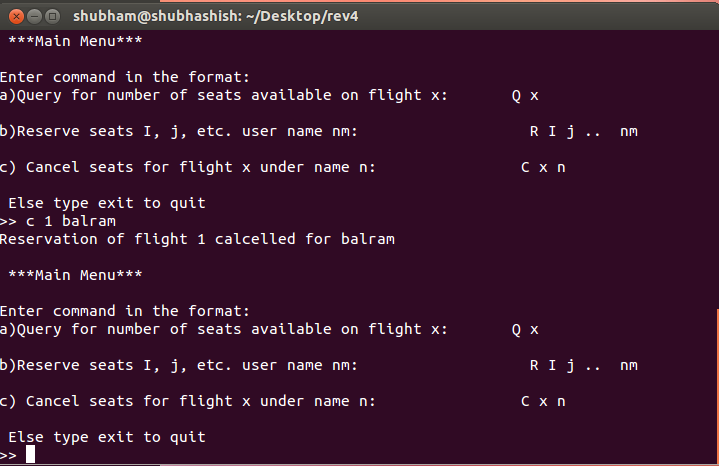 shubham@shubhashish: ~/Desktop/rev4
***Main Menu***
Enter command in the format:
a)Query for number of seats available on flight x: Q x
b)Reserve seats I, j, etc. user name nm: R I j .. nm
c) Cancel seats for flight x under name n: C x n
Else type exit to quit
>> c 1 balram
Reservation of flight 1 calcelled for balram
***Main Menu***
Enter command in the format:
a)Query for number of seats available on flight x: Q x
b)Reserve seats I, j, etc. user name nm: R I j .. nm
c) Cancel seats for flight x under name n: C x n
Else type exit to quit
>>